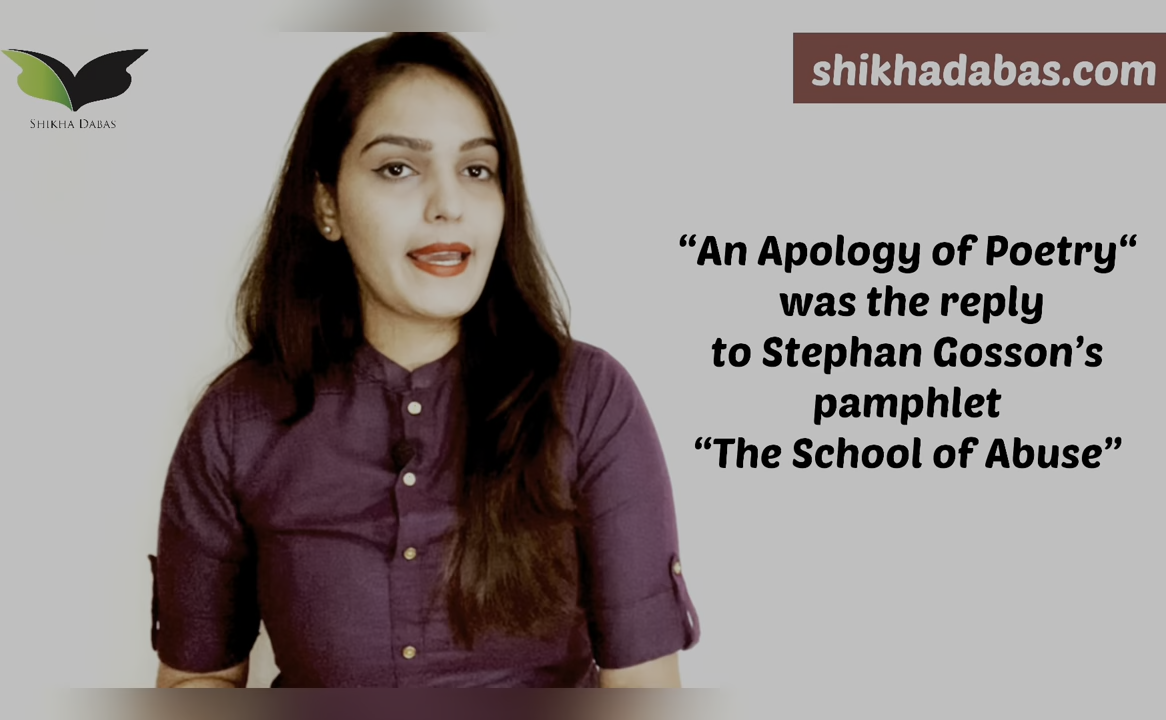 SHIKHA DABAS
shikhadabas.com
“An Apology of Poetry“
was the reply
to Stephan Gosson’s
pamphlet
“The School of Abuse”